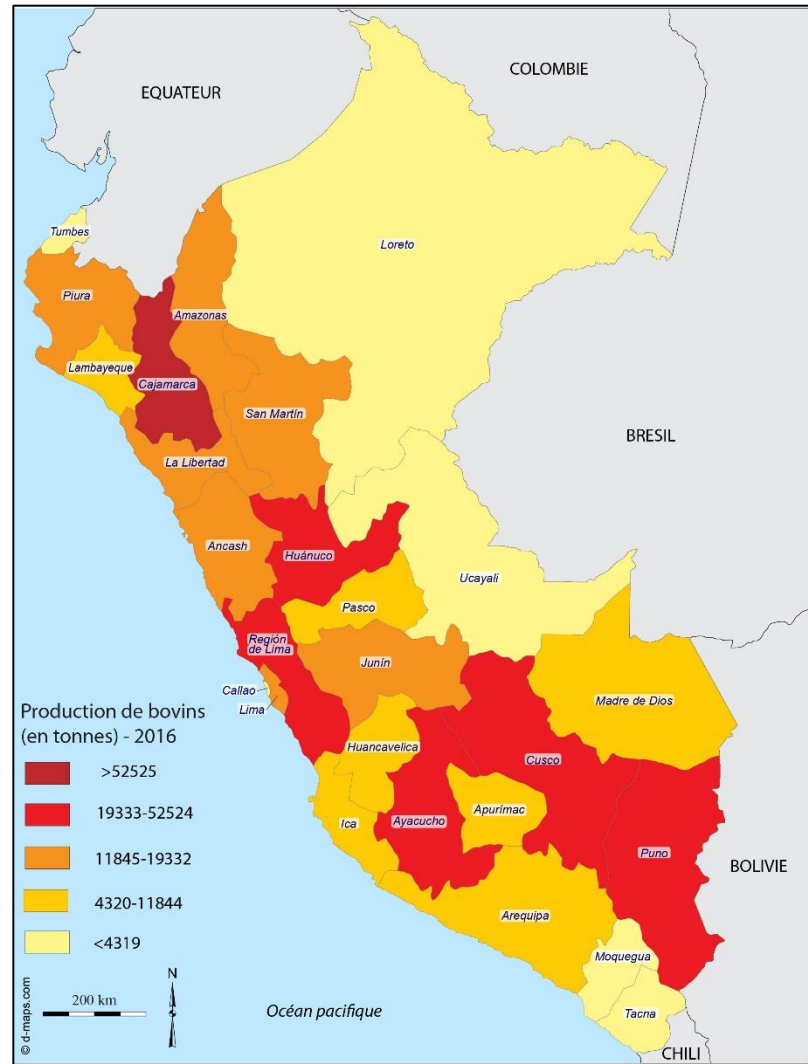 COLOMBIE
EQUATEUR
Tumbes
Loreto
Piura
Amazonas
Lambayeque
Cajamarca
San Martín
BRESIL
La Libertad
Ancash
Huánuco
Ucayali
Pasco
Región
de Lima
Junín
Callao
Lima
Madre de Dios
Huancavelica
Cusco
Ica
Ayacucho
Apurímac
Puno
BOLIVIE
Arequipa
Moquegua
Tacna
CHILI
Océan pacifique
Production de bovins
(en tonnes) - 2016
>52525
19333-52524
11845-19332
4320-11844
<4319
200 km
N
© d-maps.com